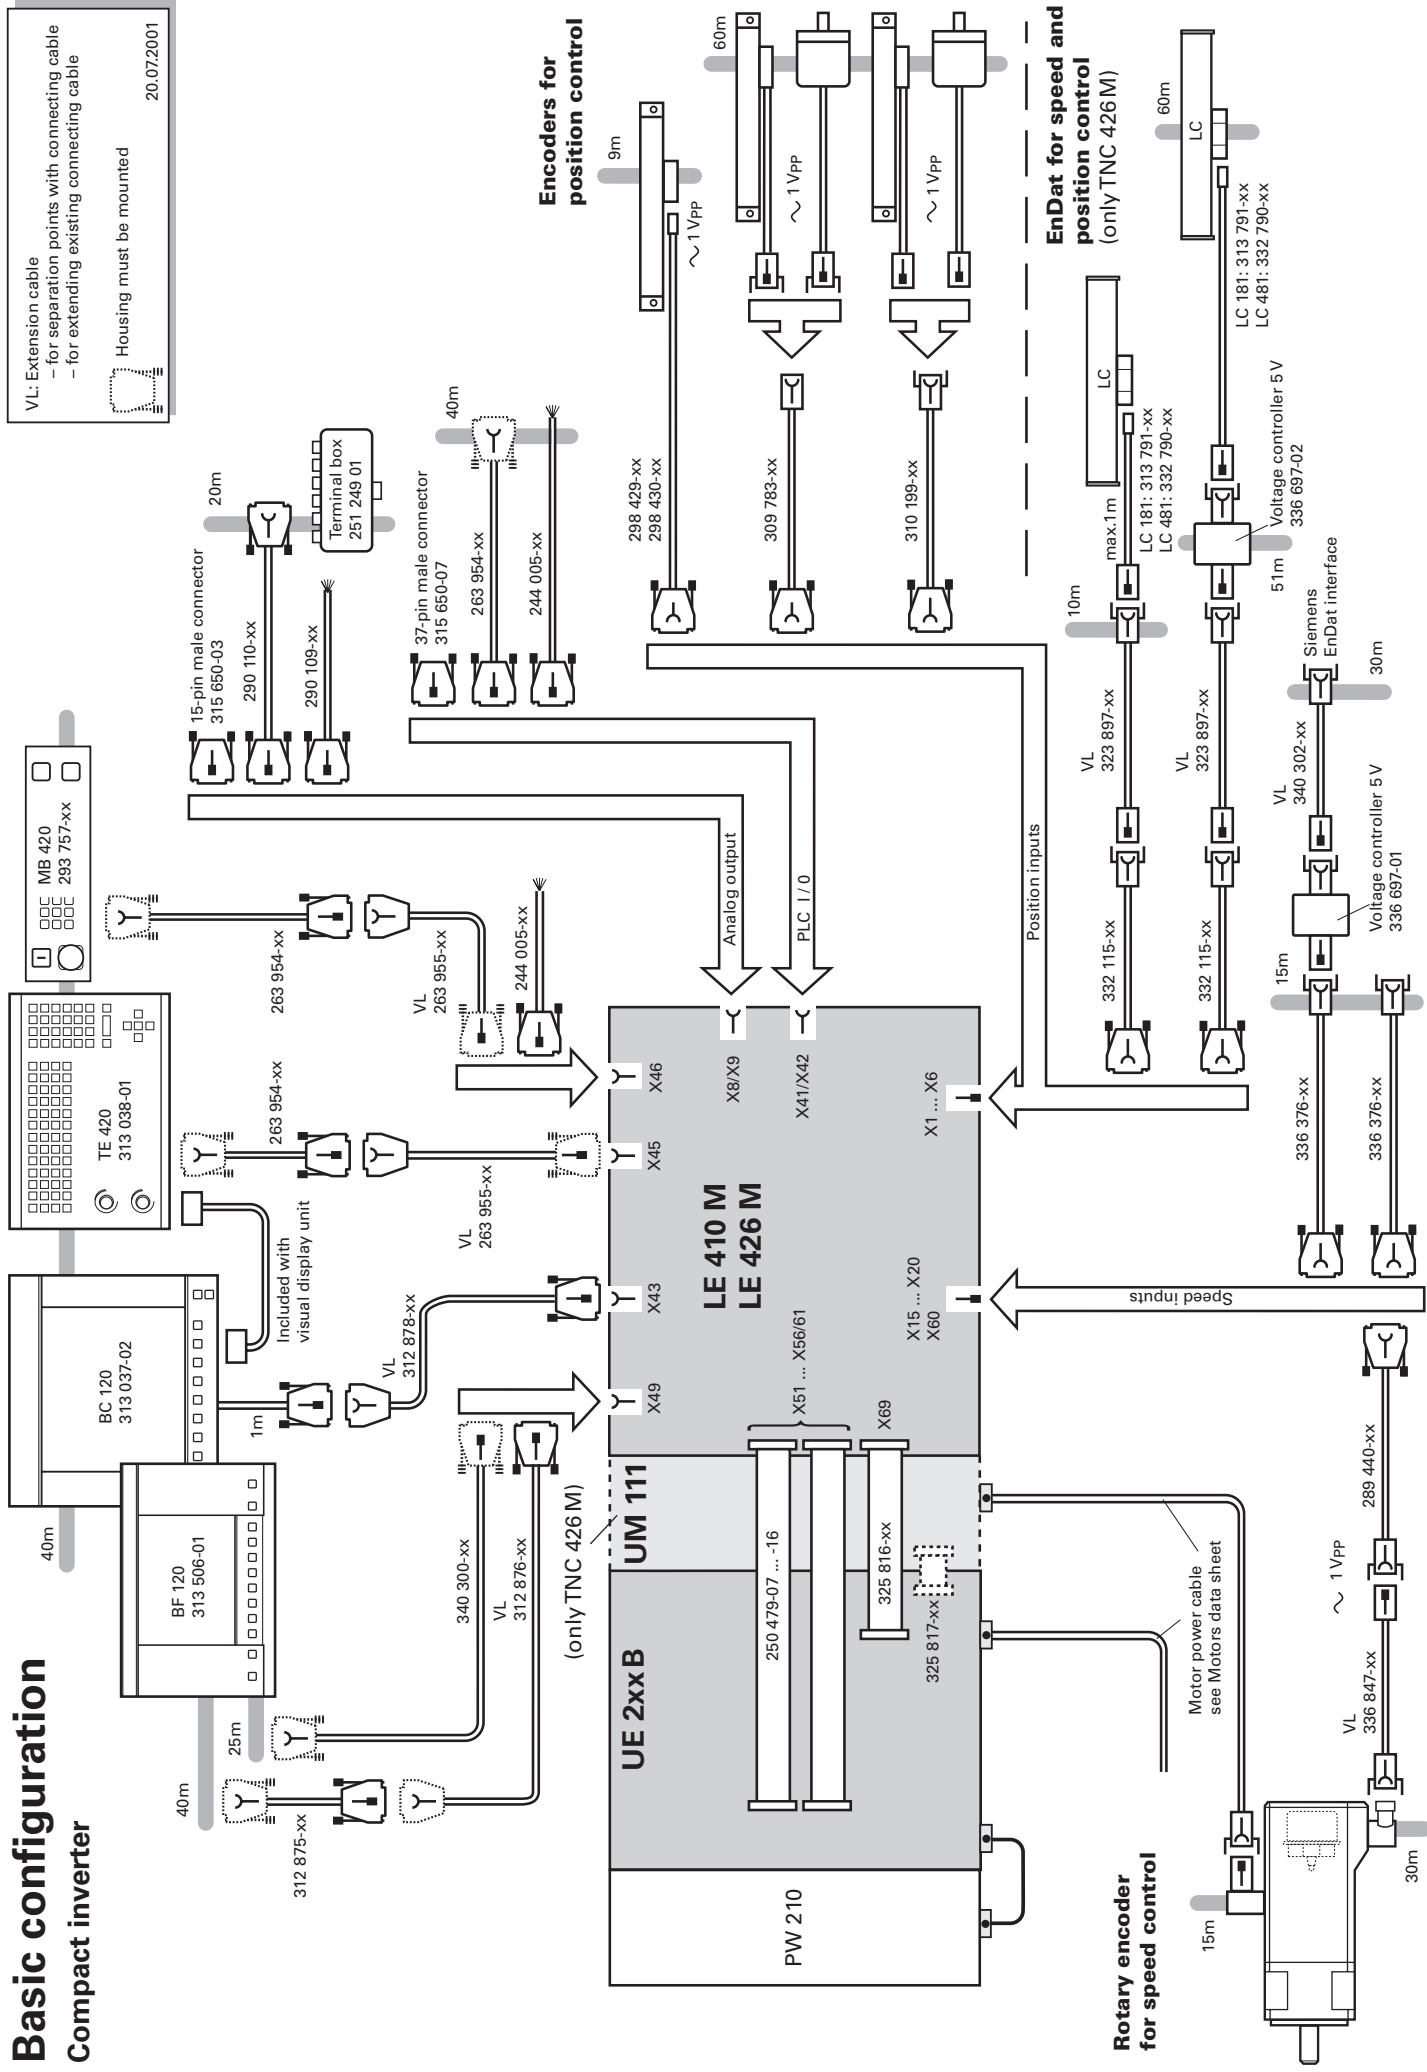 Basic configuration
Compact inverter
VL: Extension cable
– for separation points with connecting cable
– for extending existing connecting cable
Housing must be mounted
20.07.2001
40m
BC 120
313 037-02
BF 120
313 506-01
TE 420
313 038-01
MB 420
293 757-xx
Included with
visual display unit
40m
25m
312 875-xx
1m
VL
312 878-xx
340 300-xx
VL
312 876-xx
(only TNC 426 M)
263 954-xx
VL
263 955-xx
263 954-xx
VL
263 955-xx
244 005-xx
15-pin male connector
315 650-03
290 110-xx
290 109-xx
20m
Terminal box
251 249 01
37-pin male connector
315 650-07
263 954-xx
244 005-xx
40m
Analog output
PLC I / 0
Position inputs
Encoders for
position control
298 429-xx
298 430-xx
9m
~ 1 VPP
309 783-xx
~ 1 VPP
60m
310 199-xx
~ 1 VPP
EnDat for speed and
position control
(only TNC 426 M)
332 115-xx
VL
323 897-xx
10m
max.1m
LC
LC 181: 313 791-xx
LC 481: 332 790-xx
332 115-xx
VL
323 897-xx
51m
Voltage controller 5 V
336 697-02
60m
LC
LC 181: 313 791-xx
LC 481: 332 790-xx
336 376-xx
15m
Voltage controller 5 V
336 697-01
VL
340 302-xx
Siemens
EnDat interface
30m
336 376-xx
Speed inputs
PW 210
UE 2xx B
UM 111
LE 410 M
LE 426 M
X49
X43
X45
X46
X8/X9
X41/X42
X1 ... X6
X15 ... X20
X60
X51 ... X56/61
X69
250 479-07 ... -16
325 816-xx
325 817-xx
Motor power cable
see Motors data sheet
Rotary encoder
for speed control
15m
30m
VL
336 847-xx
~ 1 VPP
289 440-xx